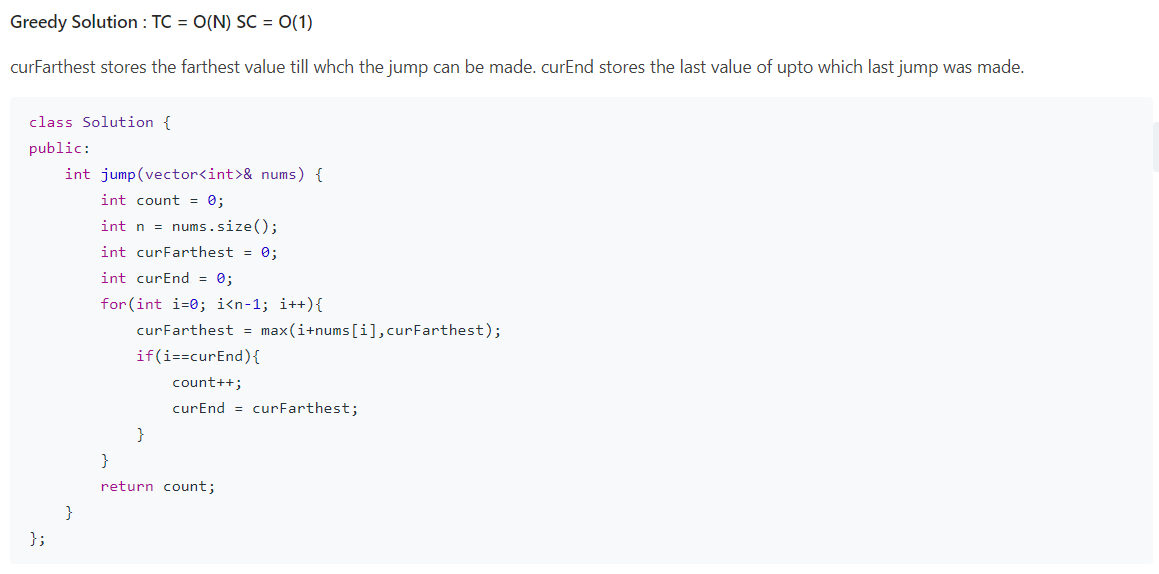 Greedy Solution : TC = O(N) SC = O(1)
curFarthest stores the farthest value till whch the jump can be made. curEnd stores the last value of upto which last jump was made.
class Solution {
public:
    int jump(vector<int>& nums) {
        int count = 0;
        int n = nums.size();
        int curFarthest = 0;
        int curEnd = 0;
        for(int i=0; i<n-1; i++){
            curFarthest = max(i+nums[i],curFarthest);
            if(i==curEnd){
                count++;
                curEnd = curFarthest;
            }
        }
        return count;
    }
};